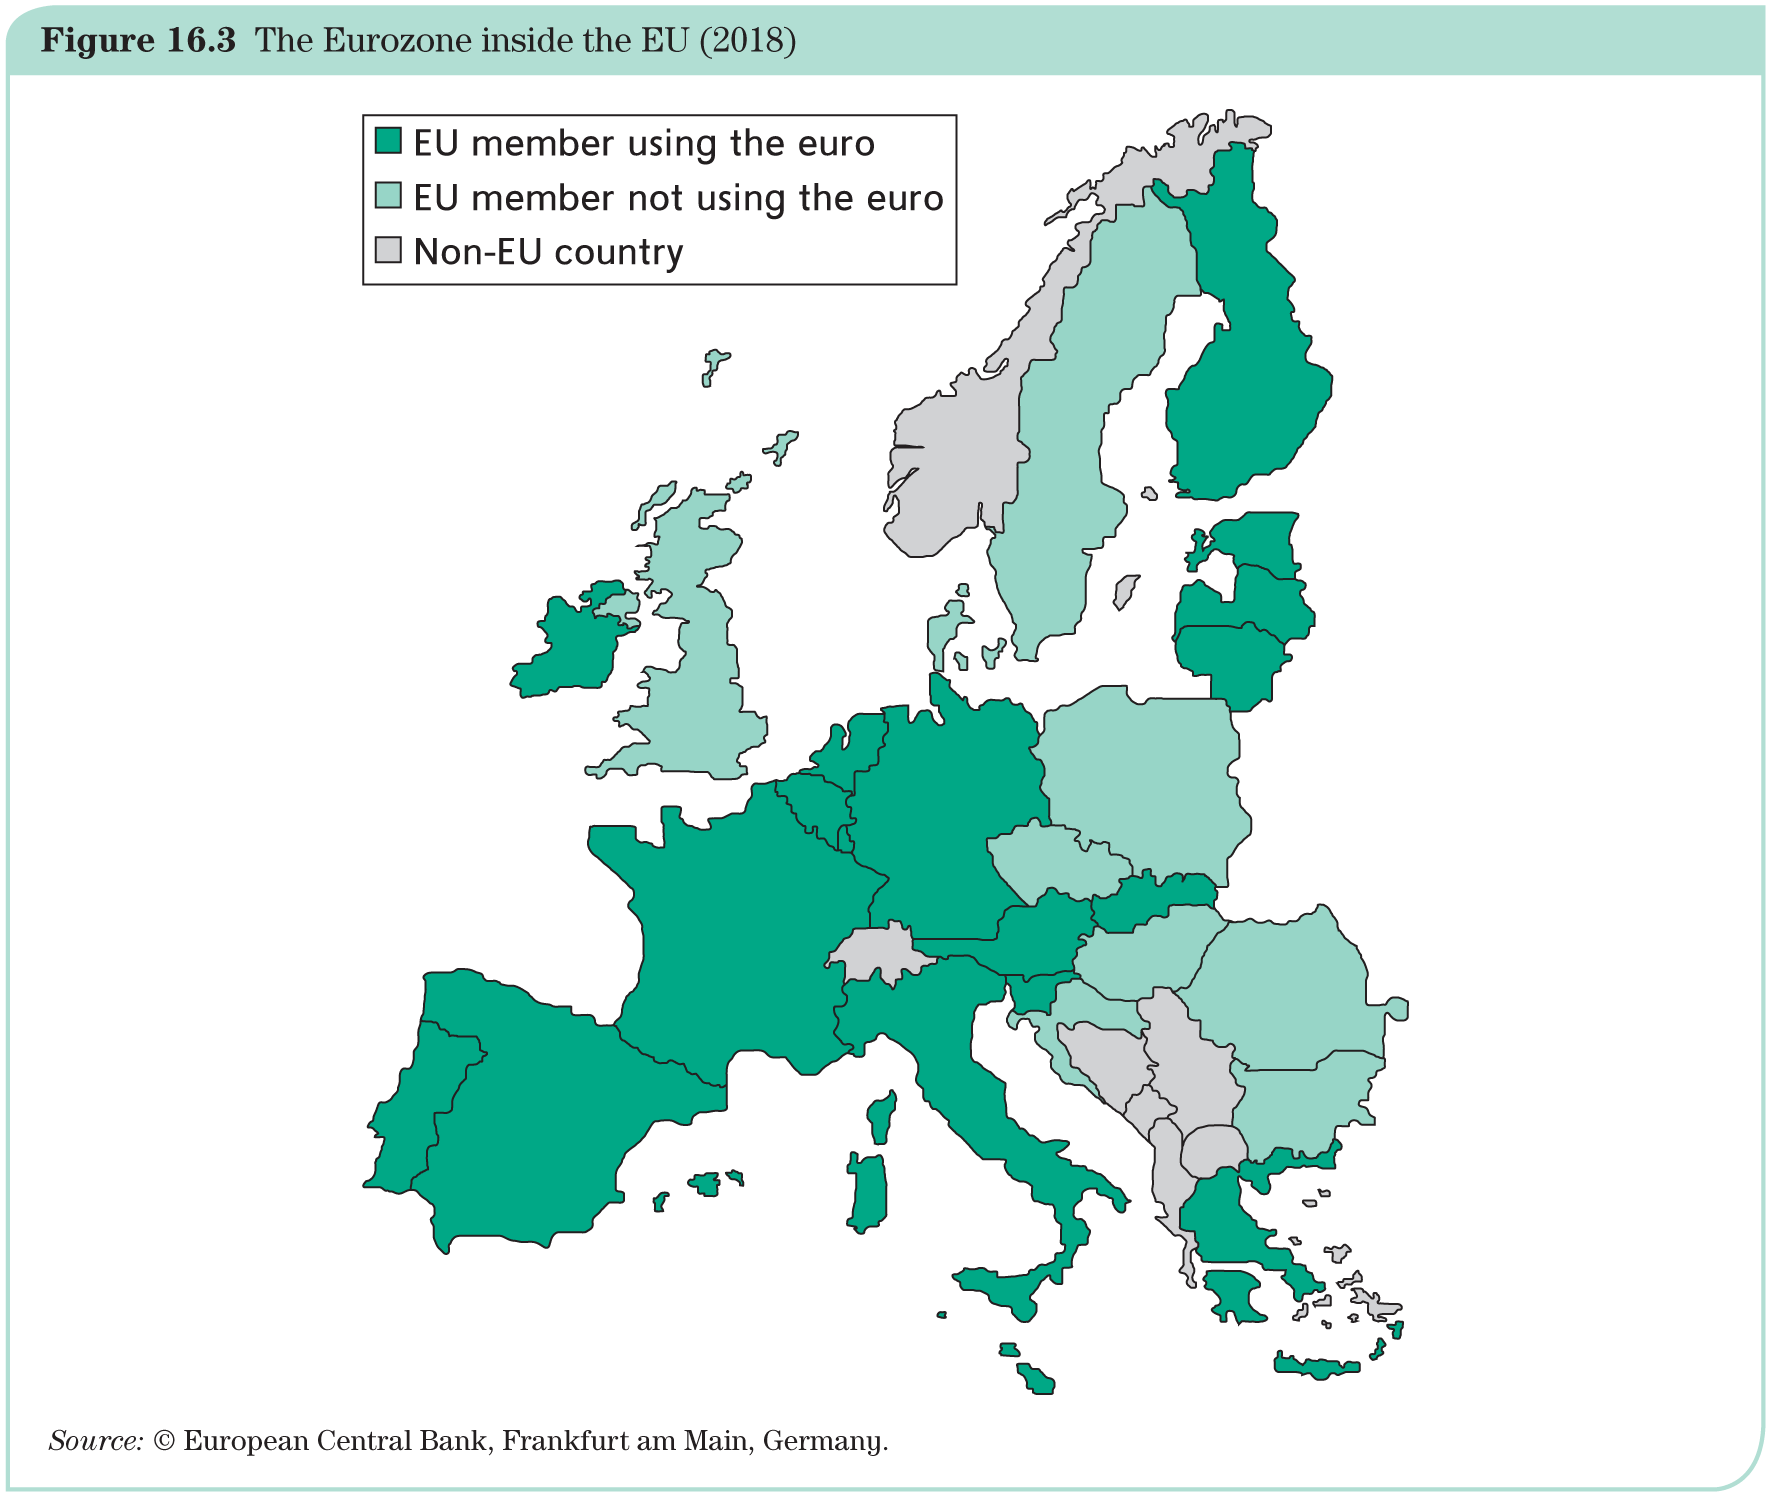 Figure 16.3 The Eurozone inside the EU (2018)
EU member using the euro
EU member not using the euro
Non-EU country
Source: © European Central Bank, Frankfurt am Main, Germany.